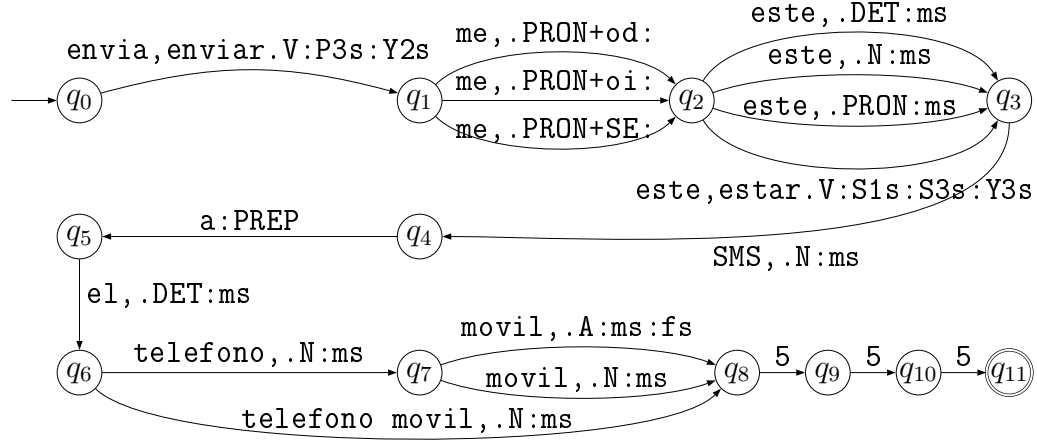 este,.DET:ms
envia,enviar.V:P3s:Y2s
me,.PRON+od:
este,.N:ms
me,.PRON+oi:
q0 q1 q2 q3
este,.PRON:ms
me,.PRON+SE:
este,estar.V:S1s:S3s:Y3s
a:PREP
q5 q4
SMS,.N:ms
el,.DET:ms
movil,.A:ms:fs
telefono,.N:ms 5 5 5
q6 q7 q8 q9 q10 q11
movil,.N:ms
telefono movil,.N:ms